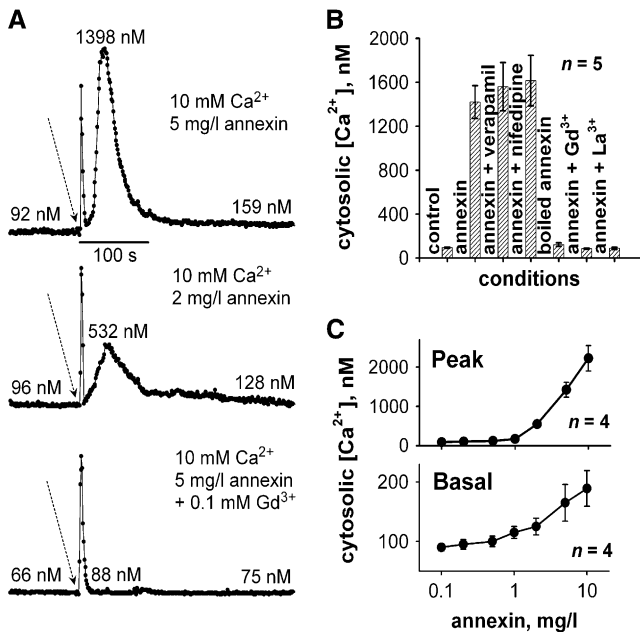 A
1398 nM
10 mM Ca²⁺
5 mg/l annexin
92 nM
159 nM
100 s
10 mM Ca²⁺
2 mg/l annexin
532 nM
96 nM
128 nM
10 mM Ca²⁺
5 mg/l annexin
+ 0.1 mM Gd³⁺
66 nM
88 nM
75 nM
B
cytosolic [Ca²⁺], nM
2000
1600
1200
800
400
0
n = 5
control
annexin
annexin + verapamil
annexin + nifedipine
boiled annexin
annexin + Gd³⁺
annexin + La³⁺
conditions
C
cytosolic [Ca²⁺], nM
Peak
2000
1000
0
n = 4
Basal
200
100
n = 4
0.1
1
10
annexin, mg/l